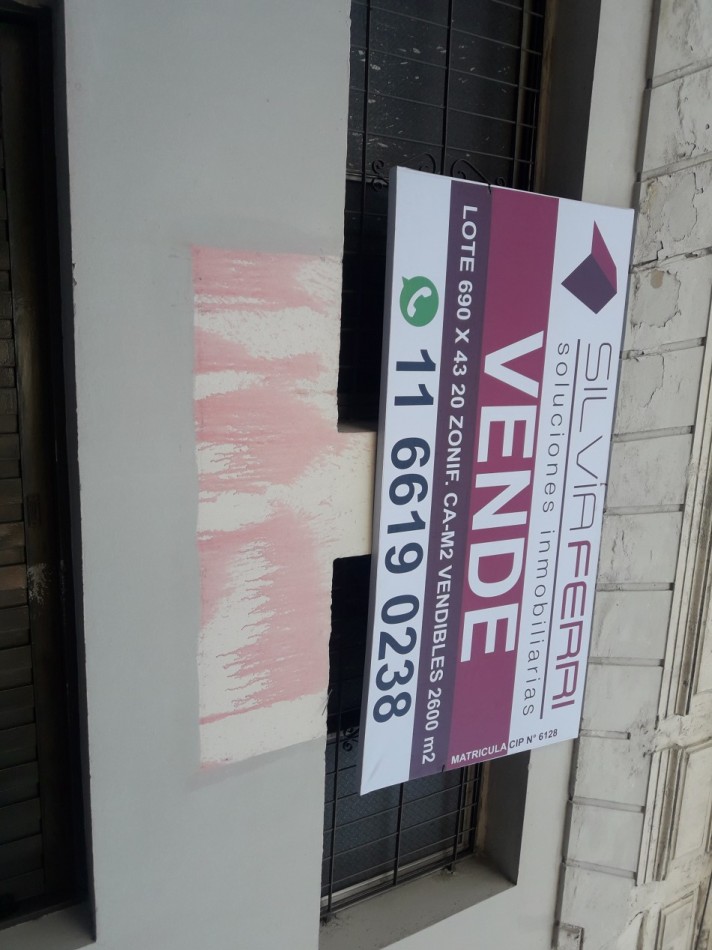 SILVIA FERRI
soluciones inmobiliarias
VENDE
LOTE 690 X 43 20 ZONIF. CA-M2 VENDIBLES 2600 m2
11 6619 0238
MATRICULA CIP N° 6128